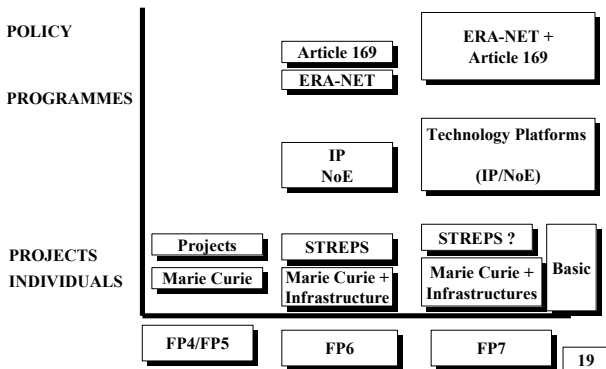 POLICY
ERA-NET +
Article 169
Article 169
ERA-NET
PROGRAMMES
IP
NoE
Technology Platforms
(IP/NoE)
PROJECTS
INDIVIDUALS
Projects
STREPS
STREPS ?
Marie Curie
Marie Curie +
Infrastructure
Marie Curie +
Infrastructures
Basic
FP4/FP5
FP6
FP7
19